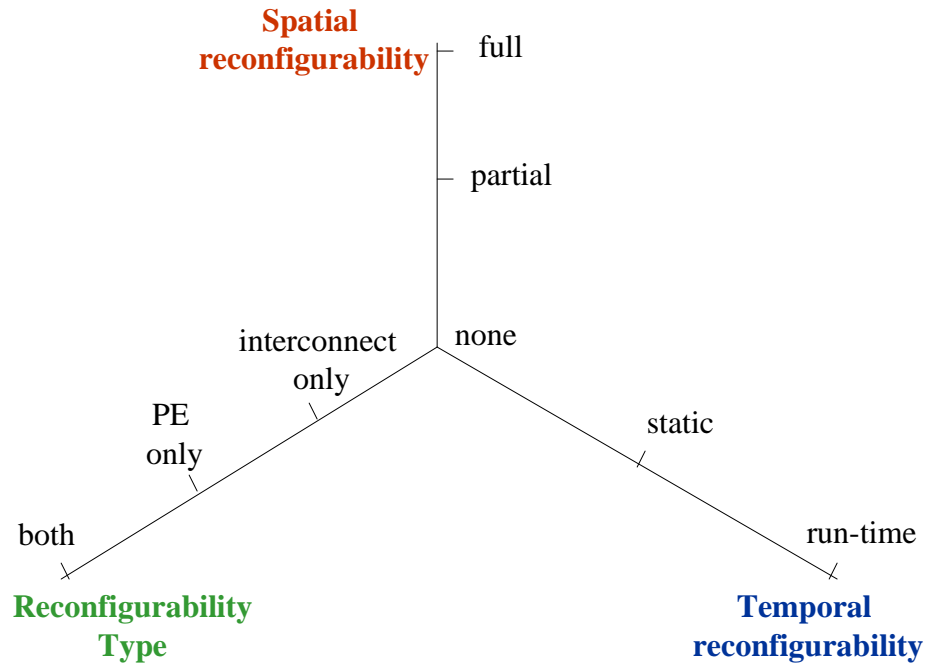 Spatial
reconfigurability
full
partial
none
interconnect
only
PE
only
both
static
run-time
Reconfigurability
Type
Temporal
reconfigurability